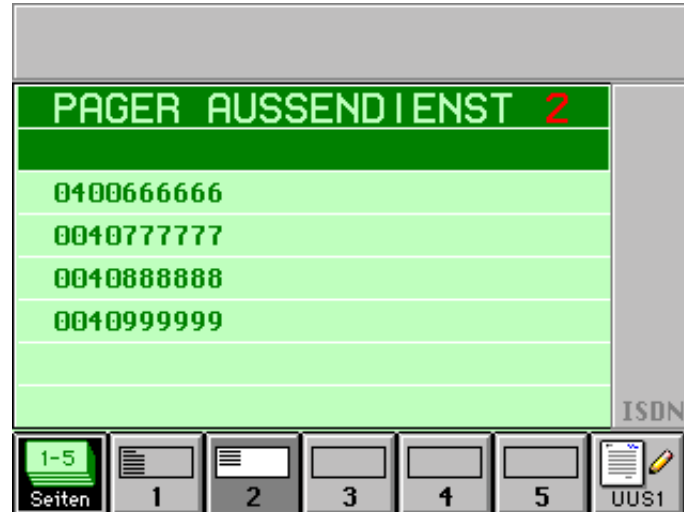 PAGER AUSSENDIENST 2
0400666666
0040777777
0040888888
0040999999
ISDN
1-5
Seiten 1 2 3 4 5 UUS1